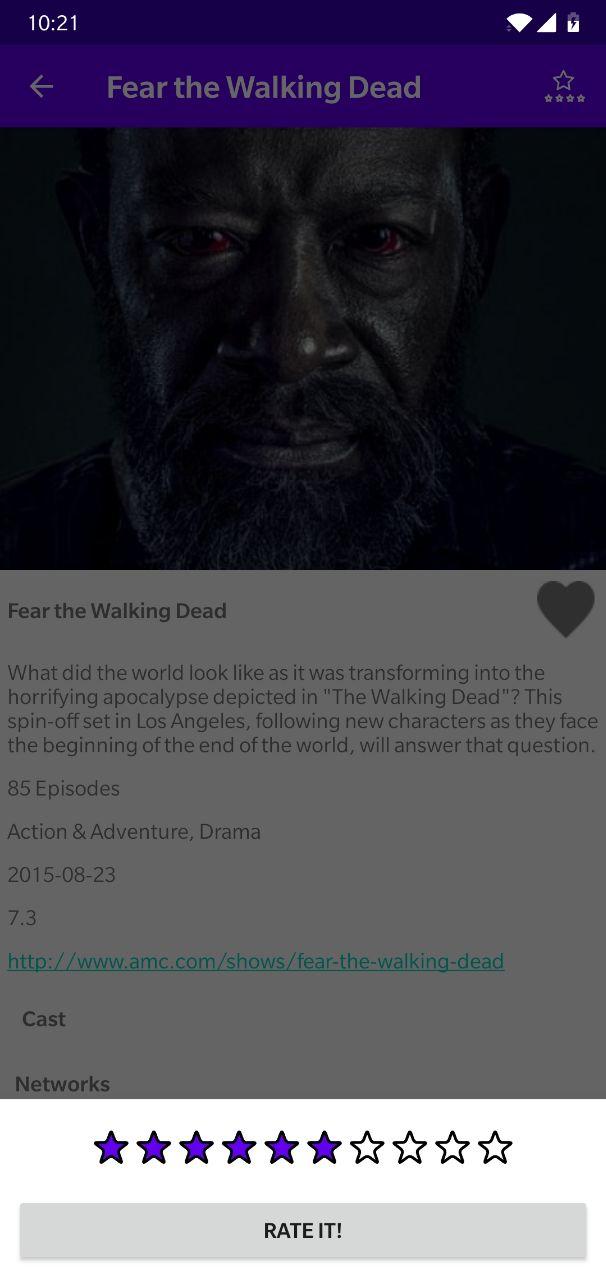 10:21
Fear the Walking Dead
Fear the Walking Dead
What did the world look like as it was transforming into the
horrifying apocalypse depicted in "The Walking Dead"? This
spin-off set in Los Angeles, following new characters as they face
the beginning of the end of the world, will answer that question.
85 Episodes
Action & Adventure, Drama
2015-08-23
7.3
http://www.amc.com/shows/fear-the-walking-dead
Cast
Networks
RATE IT!